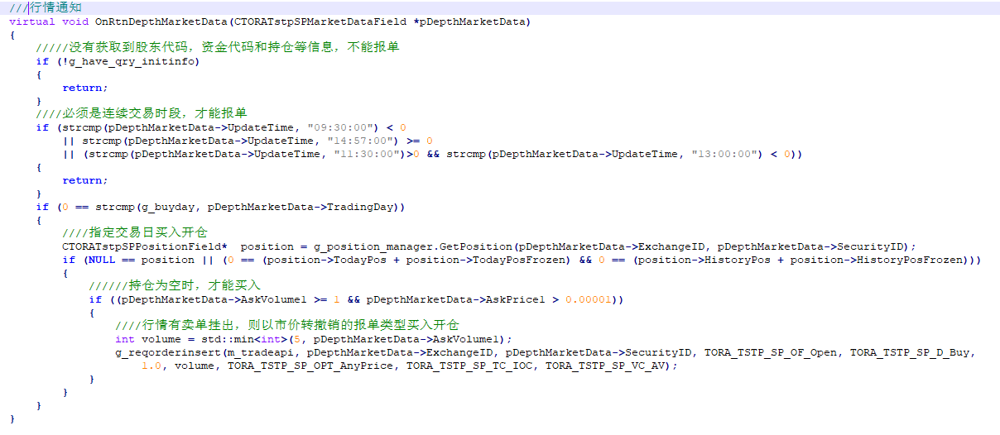 ///行情通知
virtual void OnRtnDepthMarketData(CTORATstpSPMarketDataField *pDepthMarketData)
{
    /////没有获取到股东代码，资金代码和持仓等信息，不能报单
    if (!g_have_qry_initinfo)
    {
        return;
    }
    ////必须是连续交易时段，才能报单
    if (strcmp(pDepthMarketData->UpdateTime, "09:30:00") < 0
        || strcmp(pDepthMarketData->UpdateTime, "14:57:00") >= 0
        || (strcmp(pDepthMarketData->UpdateTime, "11:30:00")>0 && strcmp(pDepthMarketData->UpdateTime, "13:00:00") < 0))
    {
        return;
    }
    if (0 == strcmp(g_buyday, pDepthMarketData->TradingDay))
    {
        ////指定交易日买入开仓
        CTORATstpSPPositionField*  position = g_position_manager.GetPosition(pDepthMarketData->ExchangeID, pDepthMarketData->SecurityID);
        if (NULL == position || (0 == (position->TodayPos + position->TodayPosFrozen) && 0 == (position->HistoryPos + position->HistoryPosFrozen)))
        {
            //////持仓为空时，才能买入
            if ((pDepthMarketData->AskVolume1 >= 1 && pDepthMarketData->AskPrice1 > 0.00001))
            {
                ////行情有卖单挂出，则以市价转撤销的报单类型买入开仓
                int volume = std::min<int>(5, pDepthMarketData->AskVolume1);
                g_reqorderinsert(m_tradeapi, pDepthMarketData->ExchangeID, pDepthMarketData->SecurityID, TORA_TSTP_SP_OF_Open, TORA_TSTP_SP_D_Buy,
                    1.0, volume, TORA_TSTP_SP_OPT_AnyPrice, TORA_TSTP_SP_TC_IOC, TORA_TSTP_SP_VC_AV);
            }
        }
    }
}